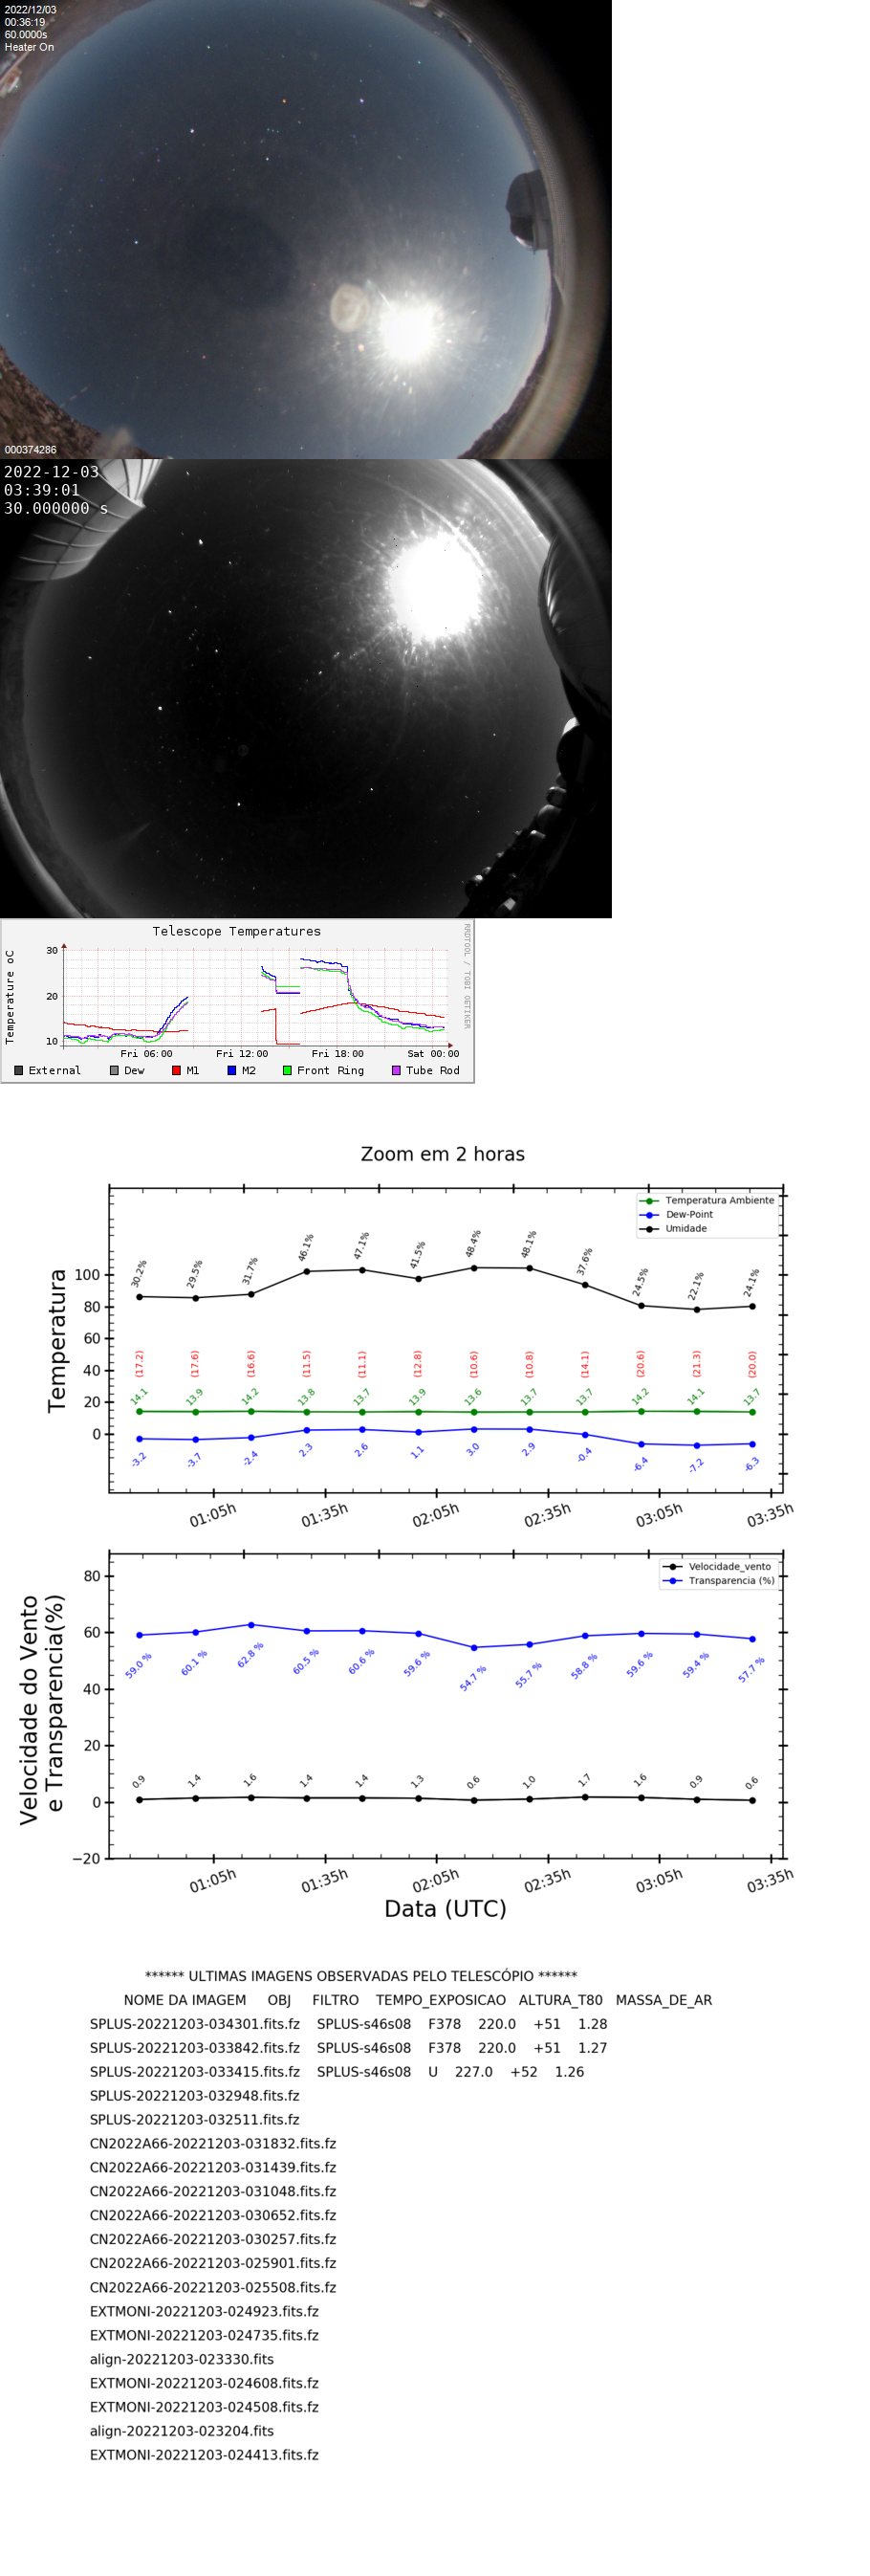 2022/12/03
00:36:19
60.0000s
Heater On
000374286
2022-12-03
03:39:01
30.000000 s
Telescope Temperatures
RRDTOOL / TOBI OETIKER
Temperature oC
30
20
10
Fri 06:00 Fri 12:00 Fri 18:00 Sat 00:00
External Dew M1 M2 Front Ring Tube Rod
Zoom em 2 horas
Temperatura Ambiente
Dew-Point
Umidade
Temperatura
100
80
60
40
20
0
30.2% 29.5% 31.7% 46.1% 47.1% 41.5% 48.4% 48.1% 37.6% 24.5% 22.1% 24.1%
(17.2) (17.6) (16.6) (11.5) (11.1) (12.8) (10.6) (10.8) (14.1) (20.6) (21.3) (20.0)
14.1 13.9 14.2 13.8 13.7 13.9 13.6 13.7 13.7 14.2 14.1 13.7
-3.2 -3.7 -2.4 2.3 2.6 1.1 3.0 2.9 -0.4 -6.4 -7.2 -6.3
01:05h 01:35h 02:05h 02:35h 03:05h 03:35h
Velocidade_vento
Transparencia (%)
Velocidade do Vento
e Transparencia(%)
80
60
40
20
0
−20
59.0 % 60.1 % 62.8 % 60.5 % 60.6 % 59.6 % 54.7 % 55.7 % 58.8 % 59.6 % 59.4 % 57.7 %
0.9 1.4 1.6 1.4 1.4 1.3 0.6 1.0 1.7 1.6 0.9 0.6
01:05h 01:35h 02:05h 02:35h 03:05h 03:35h
Data (UTC)
****** ULTIMAS IMAGENS OBSERVADAS PELO TELESCÓPIO ******
NOME DA IMAGEM OBJ FILTRO TEMPO_EXPOSICAO ALTURA_T80 MASSA_DE_AR
SPLUS-20221203-034301.fits.fz SPLUS-s46s08 F378 220.0 +51 1.28
SPLUS-20221203-033842.fits.fz SPLUS-s46s08 F378 220.0 +51 1.27
SPLUS-20221203-033415.fits.fz SPLUS-s46s08 U 227.0 +52 1.26
SPLUS-20221203-032948.fits.fz
SPLUS-20221203-032511.fits.fz
CN2022A66-20221203-031832.fits.fz
CN2022A66-20221203-031439.fits.fz
CN2022A66-20221203-031048.fits.fz
CN2022A66-20221203-030652.fits.fz
CN2022A66-20221203-030257.fits.fz
CN2022A66-20221203-025901.fits.fz
CN2022A66-20221203-025508.fits.fz
EXTMONI-20221203-024923.fits.fz
EXTMONI-20221203-024735.fits.fz
align-20221203-023330.fits
EXTMONI-20221203-024608.fits.fz
EXTMONI-20221203-024508.fits.fz
align-20221203-023204.fits
EXTMONI-20221203-024413.fits.fz